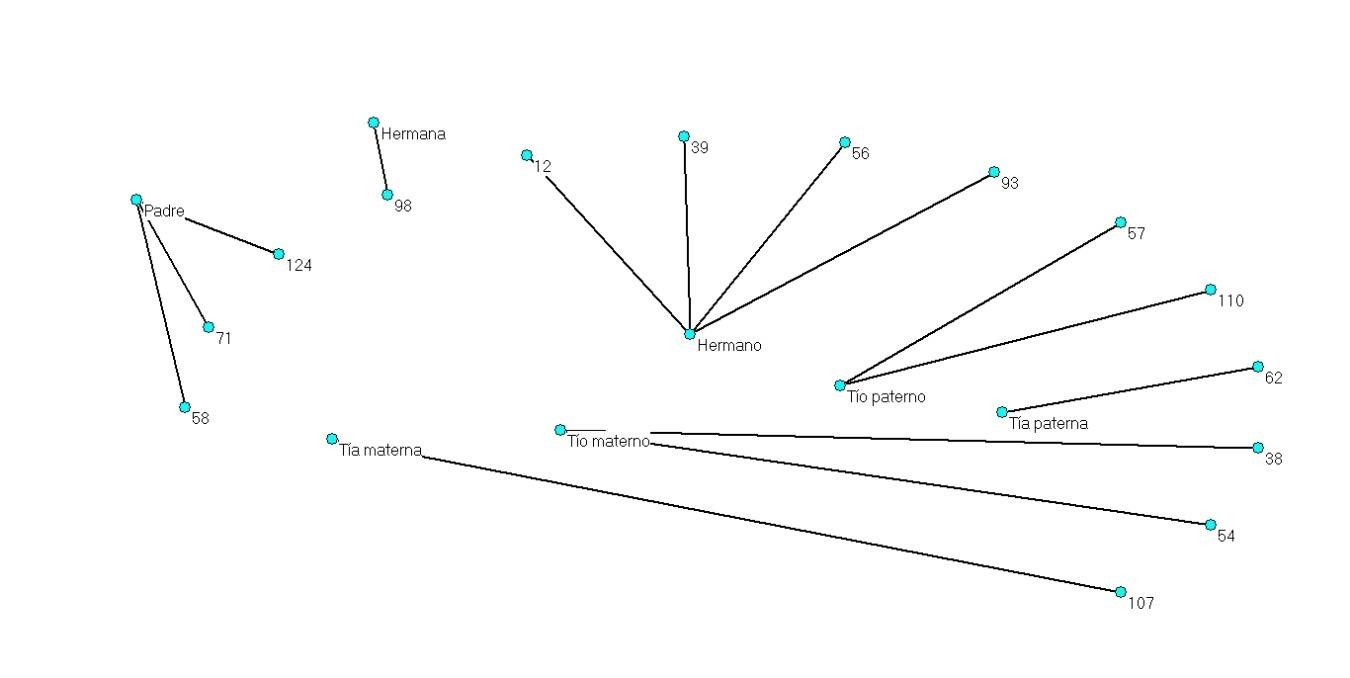 Hermana
98
12
39
56
93
Padre
124
71
58
57
110
Hermano
62
Tío paterno
Tía paterna
Tía materna
Tío materno
38
54
107